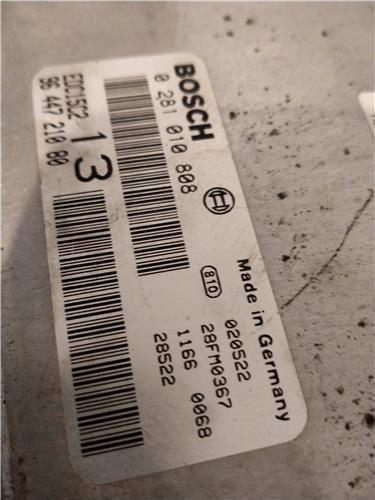 BOSCH
0 281 010 808
EDC15C2
96 447 210 80
13
Made in Germany
810
020522
28FM0367
1166 0068
28522